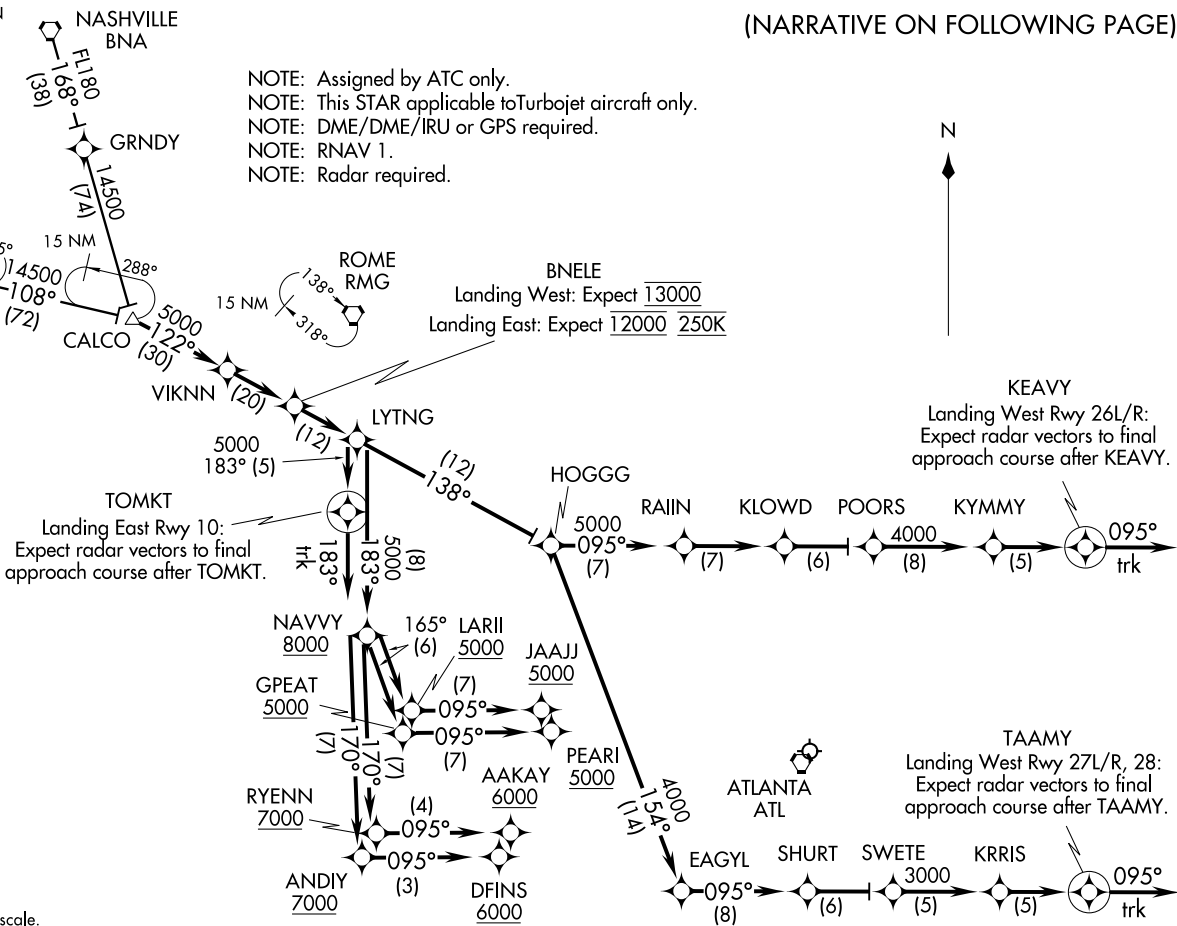 N
NASHVILLE
BNA
(NARRATIVE ON FOLLOWING PAGE)
FL180
168°
(38)
GRNDY
14500
(74)
NOTE: Assigned by ATC only.
NOTE: This STAR applicable toTurbojet aircraft only.
NOTE: DME/DME/IRU or GPS required.
NOTE: RNAV 1.
NOTE: Radar required.
N
5°
14500
108°
(72)
15 NM
288°
CALCO
5000
122°
(30)
VIKNN
(20)
ROME
RMG
15 NM
138°
318°
BNELE
Landing West: Expect 13000
Landing East: Expect 12000 250K
(12)
LYTNG
5000
183° (5)
(12)
138°
TOMKT
Landing East Rwy 10:
Expect radar vectors to final
approach course after TOMKT.
183°
trk
5000
183°
(8)
HOGGG
5000
095°
(7)
RAIIN
(7)
KLOWD
(6)
POORS
4000
(8)
KYMMY
(5)
KEAVY
Landing West Rwy 26L/R:
Expect radar vectors to final
approach course after KEAVY.
095°
trk
NAVVY
8000
165°
(6)
LARII
5000
(7)
095°
JAAJJ
5000
GPEAT
5000
(7)
095°
(7)
PEARI
5000
170°
(7)
170°
RYENN
7000
(4)
095°
AAKAY
6000
ANDIY
7000
095°
(3)
DFINS
6000
4000
154°
(14)
ATLANTA
ATL
EAGYL
095°
(8)
SHURT
(6)
SWETE
3000
(5)
KRRIS
(5)
TAAMY
Landing West Rwy 27L/R, 28:
Expect radar vectors to final
approach course after TAAMY.
095°
trk
scale.